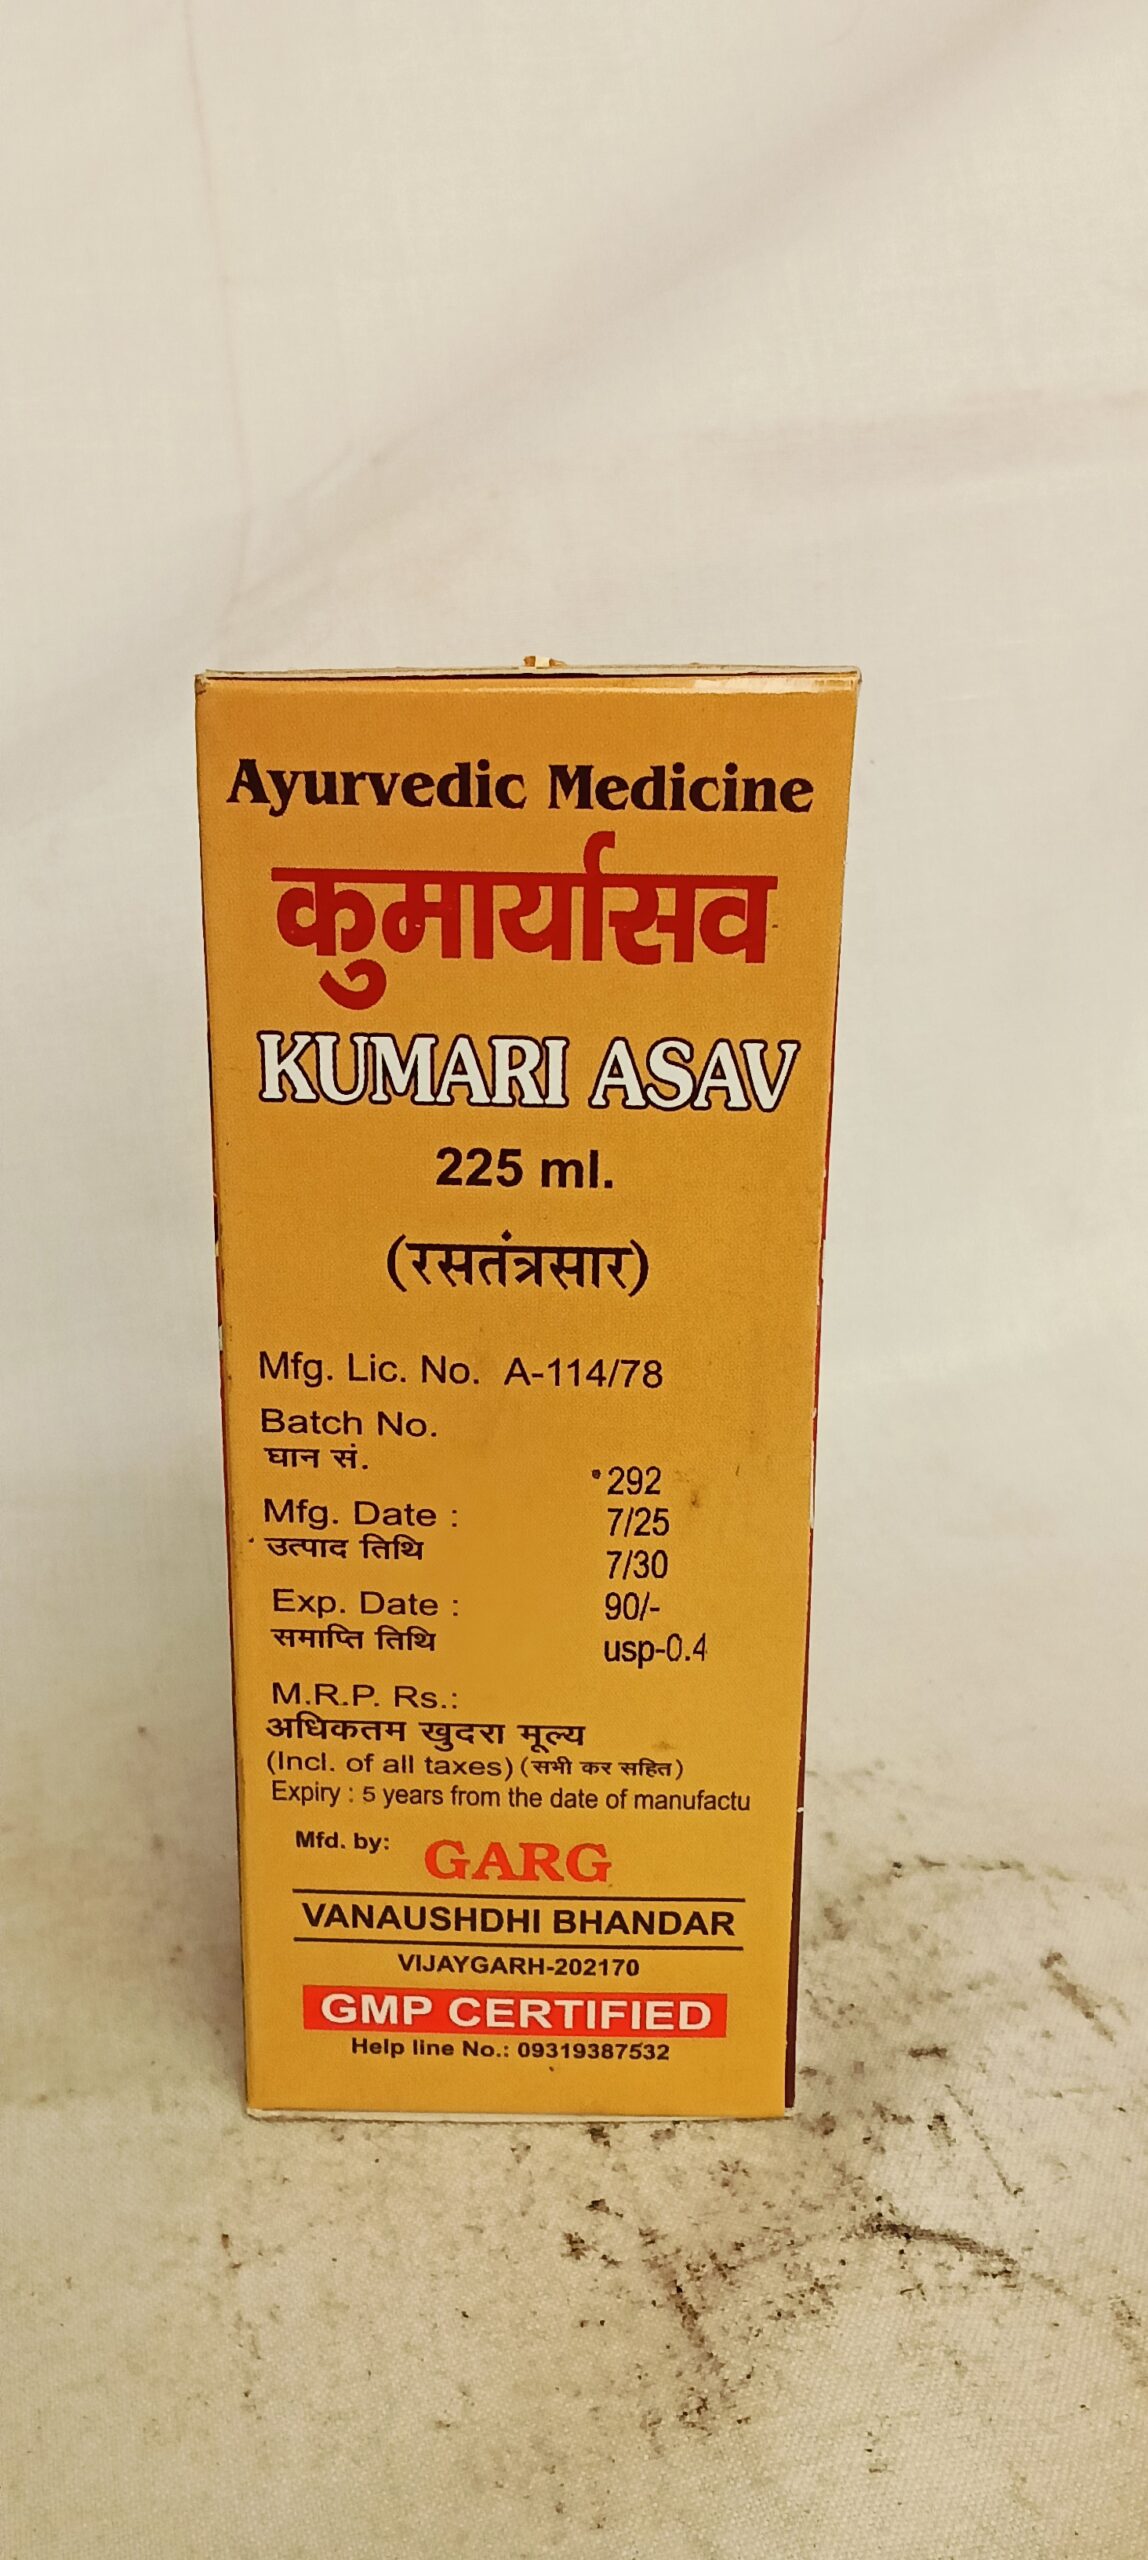 Ayurvedic Medicine
कुमार्यासव
KUMARI ASAV
225 ml.
(रसतंत्रसार)
Mfg. Lic. No. A-114/78
Batch No.
घान सं.
292
Mfg. Date :
7/25
उत्पाद तिथि
7/30
Exp. Date :
90/-
समाप्ति तिथि
usp-0.4
M.R.P. Rs.:
अधिकतम खुदरा मूल्य
(Incl. of all taxes) (सभी कर सहित)
Expiry : 5 years from the date of manufactu
Mfd. by: GARG
VANAUSHDHI BHANDAR
VIJAYGARH-202170
GMP CERTIFIED
Help line No.: 09319387532